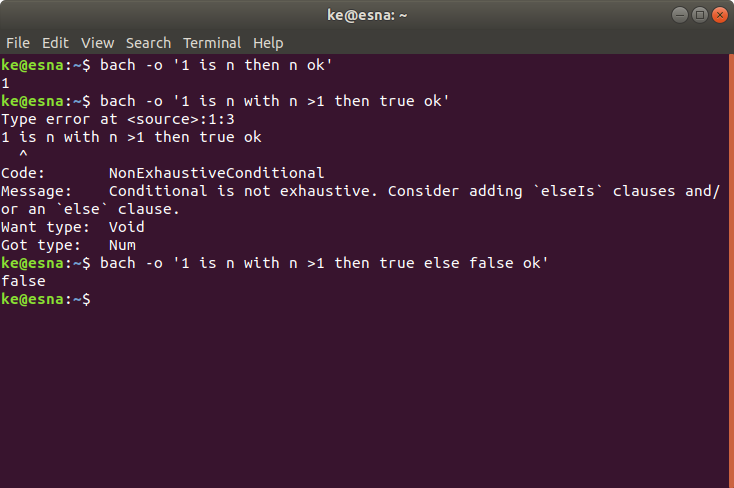 ke@esna: ~
File Edit View Search Terminal Help
ke@esna:~$ bach -o '1 is n then n ok'
1
ke@esna:~$ bach -o '1 is n with n >1 then true ok'
Type error at <source>:1:3
1 is n with n >1 then true ok
  ^
Code:       NonExhaustiveConditional
Message:    Conditional is not exhaustive. Consider adding `elseIs` clauses and/
or an `else` clause.
Want type:  Void
Got type:   Num
ke@esna:~$ bach -o '1 is n with n >1 then true else false ok'
false
ke@esna:~$